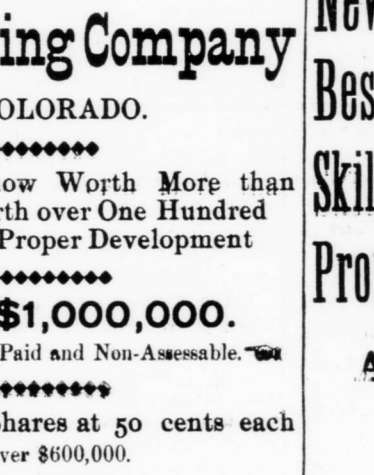 ing Company
OLORADO.
ow Worth More than
rth over One Hundred
Proper Development
$1,000,000.
Paid and Non-Assessable.
hares at 50 cents each
ver $600,000.
New
Bes
Skil
Pro
A